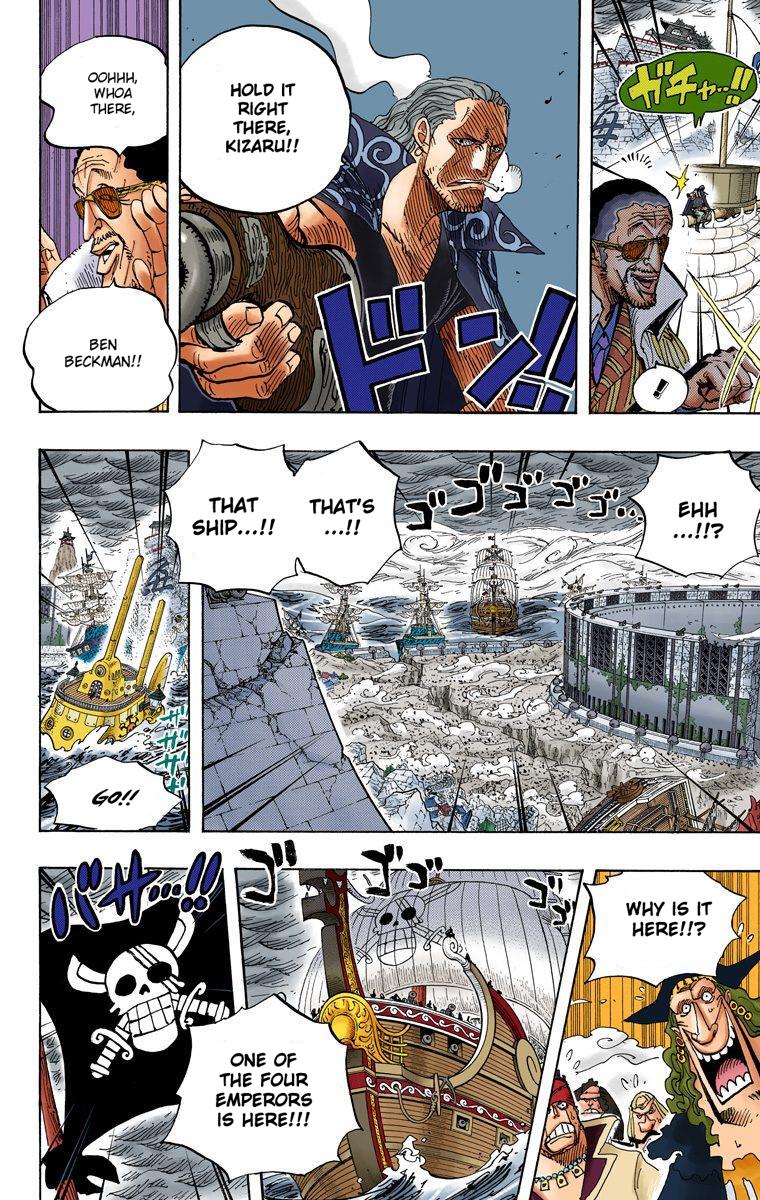 ガチャ‥!!
!
HOLD IT
RIGHT
THERE,
KIZARU!!
ドン!!
OOHHH,
WHOA
THERE,
BEN
BECKMAN!!
EHH
...!!?
ゴゴゴゴゴ...
THAT'S
...!!
THAT
SHIP...!!
GO!!
WHY IS IT
HERE!!?
ゴゴゴゴゴ
ONE OF
THE FOUR
EMPERORS
IS HERE!!!
バサ...!!